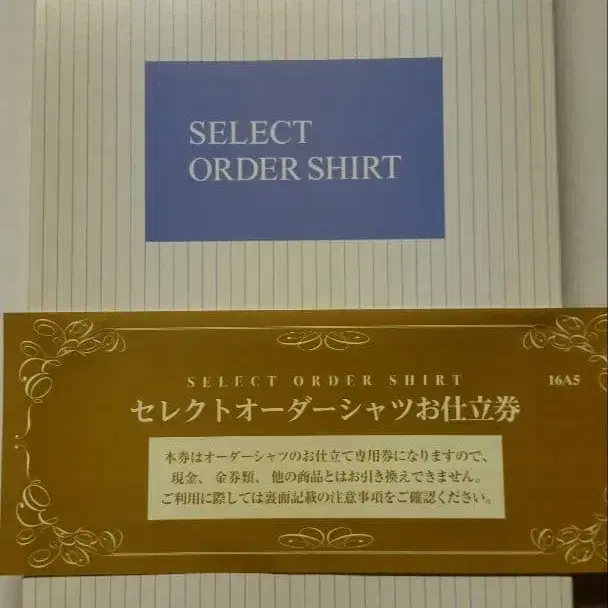 SELECT
ORDER SHIRT
SELECT ORDER SHIRT
16A5
セレクトオーダーシャツお仕立券
本券はオーダーシャツのお仕立て専用券になりますので、
現金、金券類、他の商品とはお引き換えできません。
ご利用に際しては裏面記載の注意事項をご確認ください。